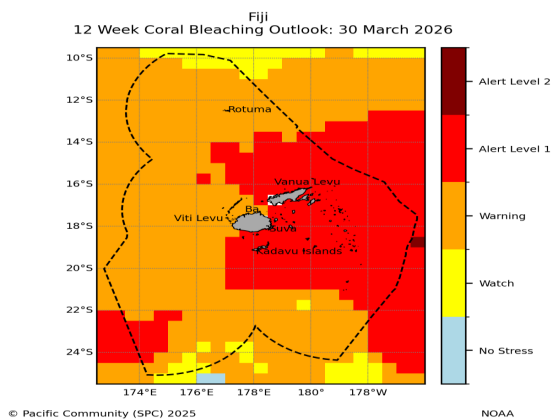 Fiji
12 Week Coral Bleaching Outlook: 30 March 2026
10°S
12°S
14°S
16°S
18°S
20°S
22°S
24°S
174°E
176°E
178°E
180°
178°W
Rotuma
Vanua Levu
Ba
Viti Levu
Suva
Kadavu Islands
Alert Level 2
Alert Level 1
Warning
Watch
No Stress
© Pacific Community (SPC) 2025
NOAA